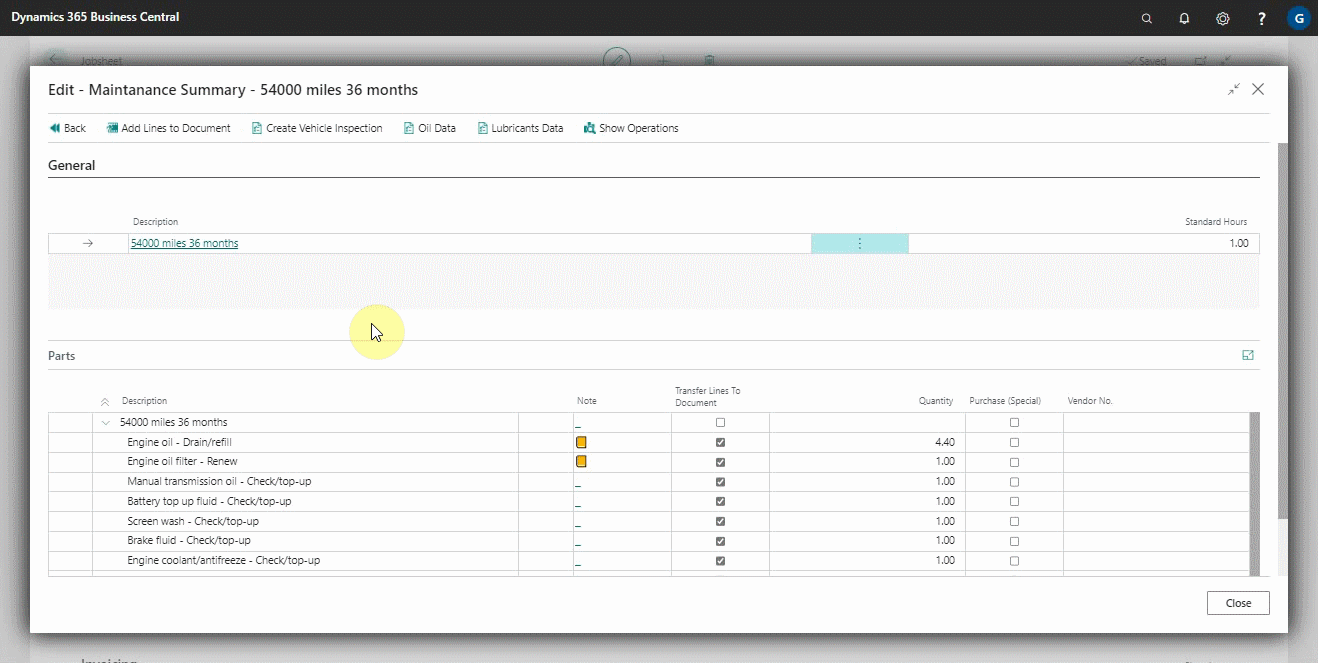 Dynamics 365 Business Central
G
Jobsheet
Saved
Edit - Maintanance Summary - 54000 miles 36 months
Back Add Lines to Document Create Vehicle Inspection Oil Data Lubricants Data Show Operations
General
Description Standard Hours
54000 miles 36 months 1.00
Parts
Description Note Transfer Lines To Document Quantity Purchase (Special) Vendor No.
54000 miles 36 months _
Engine oil - Drain/refill 4.40
Engine oil filter - Renew 1.00
Manual transmission oil - Check/top-up _ 1.00
Battery top up fluid - Check/top-up _ 1.00
Screen wash - Check/top-up _ 1.00
Brake fluid - Check/top-up _ 1.00
Engine coolant/antifreeze - Check/top-up _ 1.00
Close
Invoicing